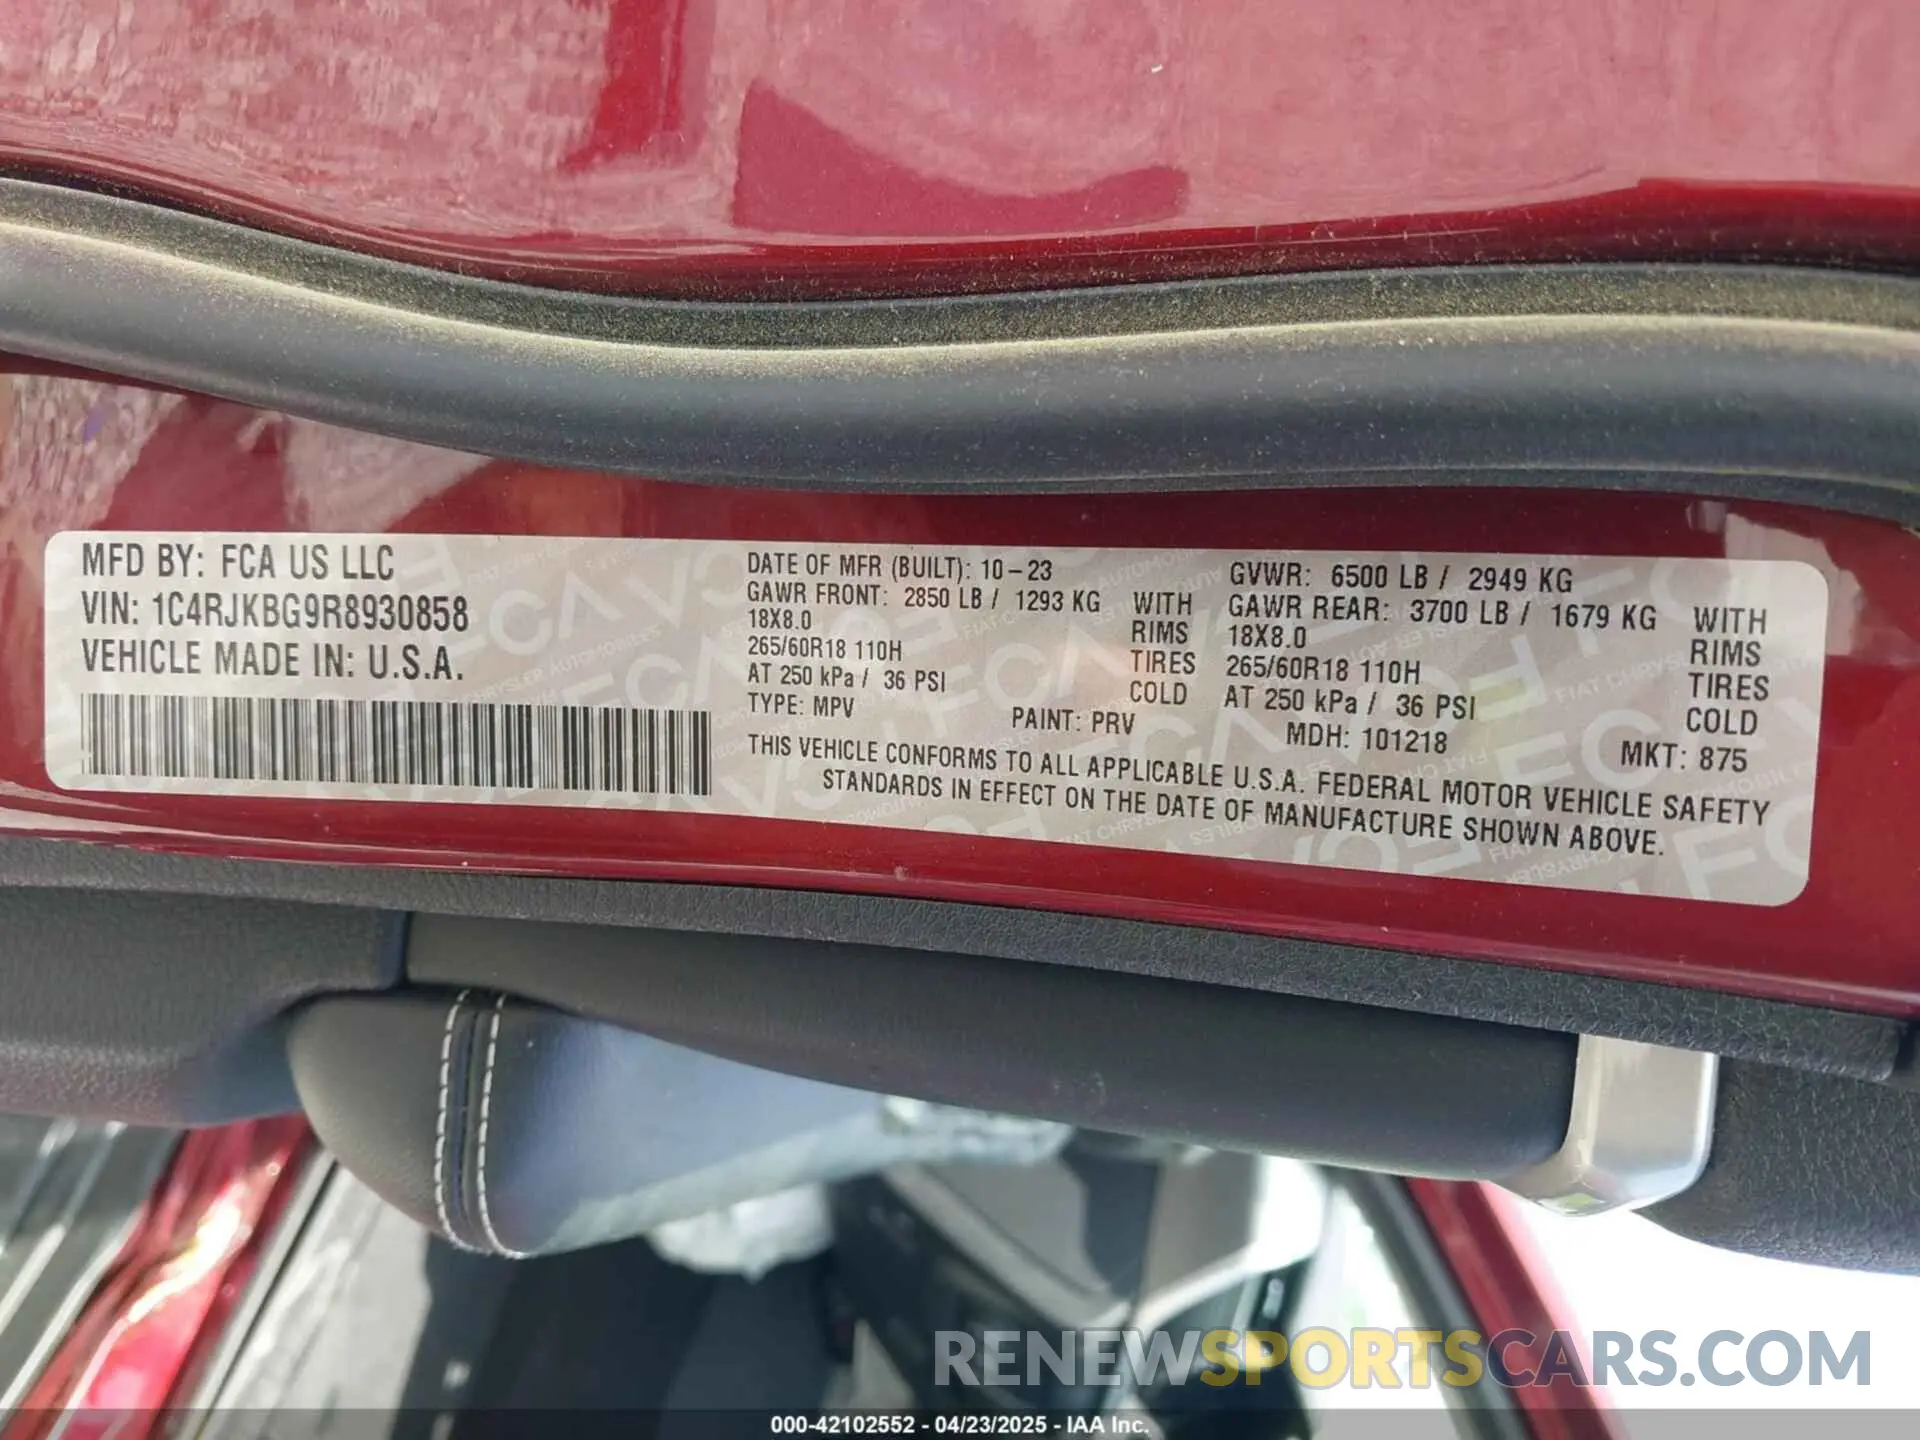 MFD BY: FCA US LLC
VIN: 1C4RJKBG9R8930858
VEHICLE MADE IN: U.S.A.
DATE OF MFR (BUILT): 10-23
GAWR FRONT: 2850 LB / 1293 KG WITH
18X8.0 RIMS
265/60R18 110H TIRES
AT 250 kPa / 36 PSI COLD
TYPE: MPV PAINT: PRV
GVWR: 6500 LB / 2949 KG
GAWR REAR: 3700 LB / 1679 KG WITH
18X8.0 RIMS
265/60R18 110H TIRES
AT 250 kPa / 36 PSI COLD
MDH: 101218 MKT: 875
THIS VEHICLE CONFORMS TO ALL APPLICABLE U.S.A. FEDERAL MOTOR VEHICLE SAFETY
STANDARDS IN EFFECT ON THE DATE OF MANUFACTURE SHOWN ABOVE.
RENEWSPORTSCARS.COM
000-42102552 - 04/23/2025 - IAA Inc.